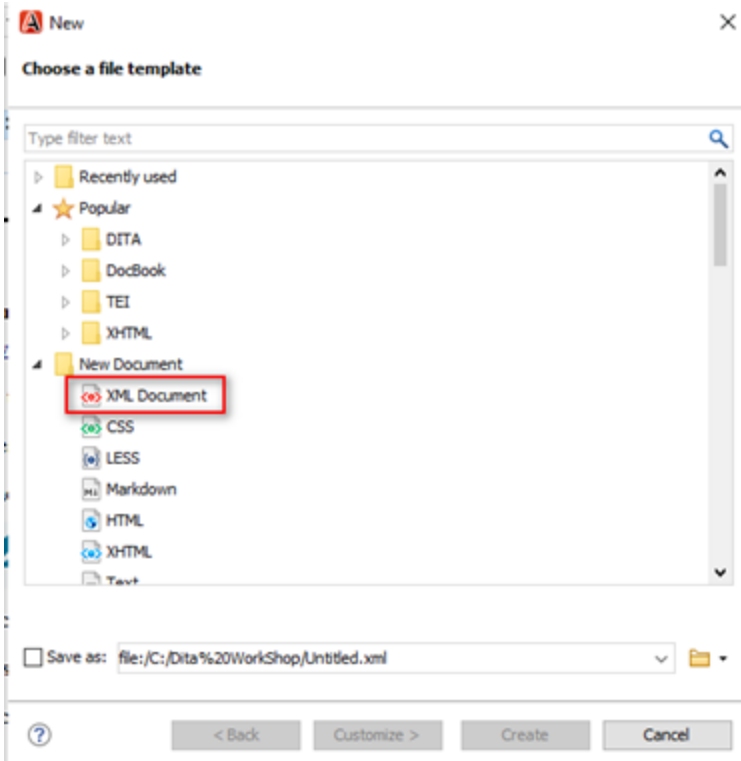 New
Choose a file template
Type filter text
Recently used
Popular
DITA
DocBook
TEI
XHTML
New Document
XML Document
CSS
LESS
Markdown
HTML
XHTML
Text
Save as: file:/C:/Dita%20WorkShop/Untitled.xml
< Back Customize > Create Cancel